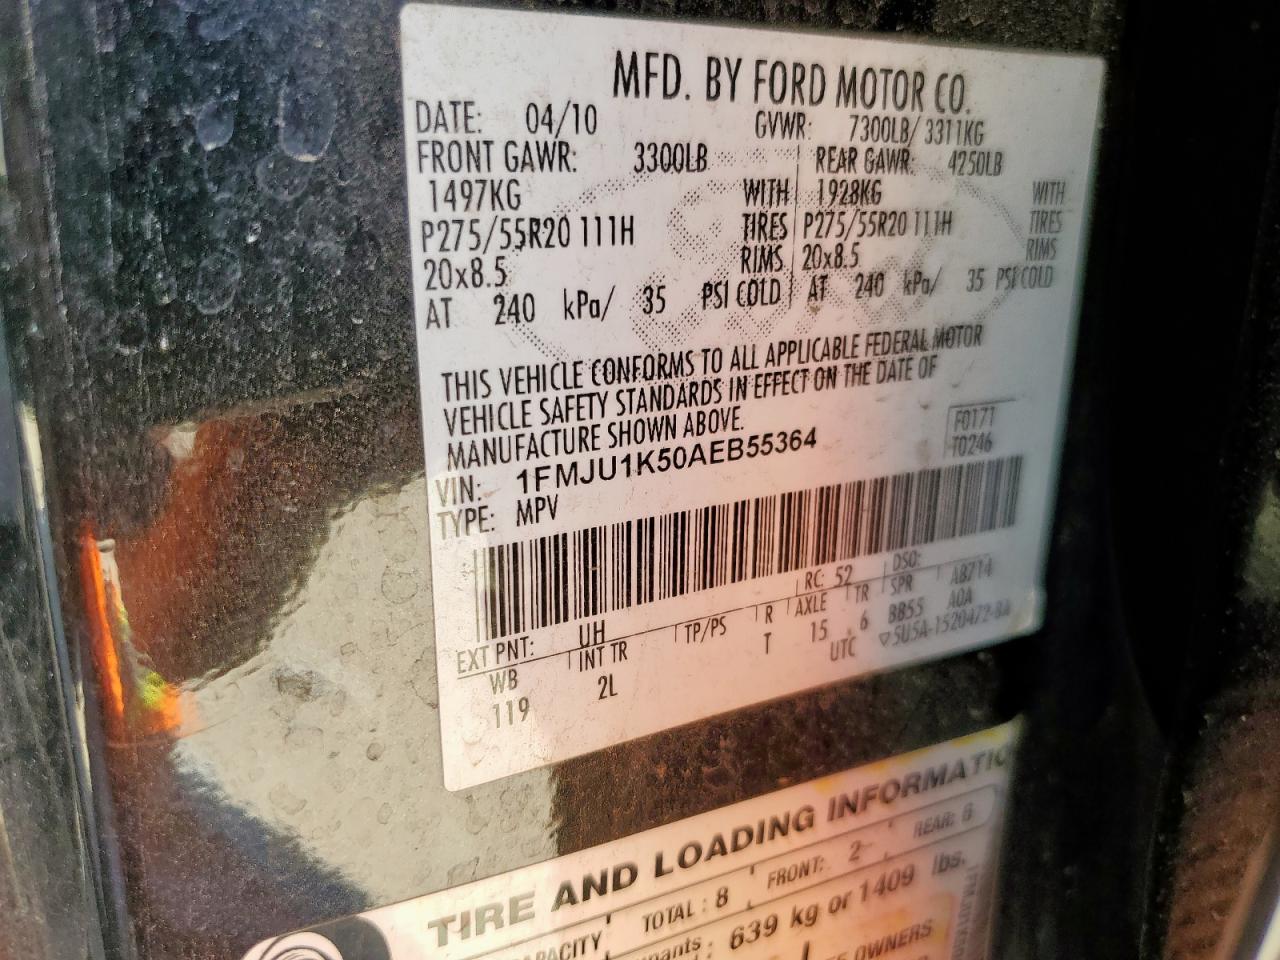 MFD. BY FORD MOTOR CO.
DATE: 04/10 GVWR: 7300LB/ 3311KG
FRONT GAWR: 3300LB REAR GAWR: 4250LB
1497KG WITH 1928KG WITH
P275/55R20 111H TIRES P275/55R20 111H TIRES
20x8.5 RIMS 20x8.5 RIMS
AT 240 kPa/ 35 PSI COLD AT 240 kPa/ 35 PSI COLD
THIS VEHICLE CONFORMS TO ALL APPLICABLE FEDERAL MOTOR
VEHICLE SAFETY STANDARDS IN EFFECT ON THE DATE OF
MANUFACTURE SHOWN ABOVE.
F0171
T0246
VIN: 1FMJU1K50AEB55364
TYPE: MPV
EXT PNT: UH RC: 52 DSO:
WB INT TR TP/PS R AXLE TR SPR A8714
119 2L T 15 6 BB55 A0A
UTC ▽5U5A-1520472-BA
TIRE AND LOADING INFORMATIO
TOTAL : 8 FRONT: 2 REAR: 6
639 kg or 1409 lbs.
OWNERS